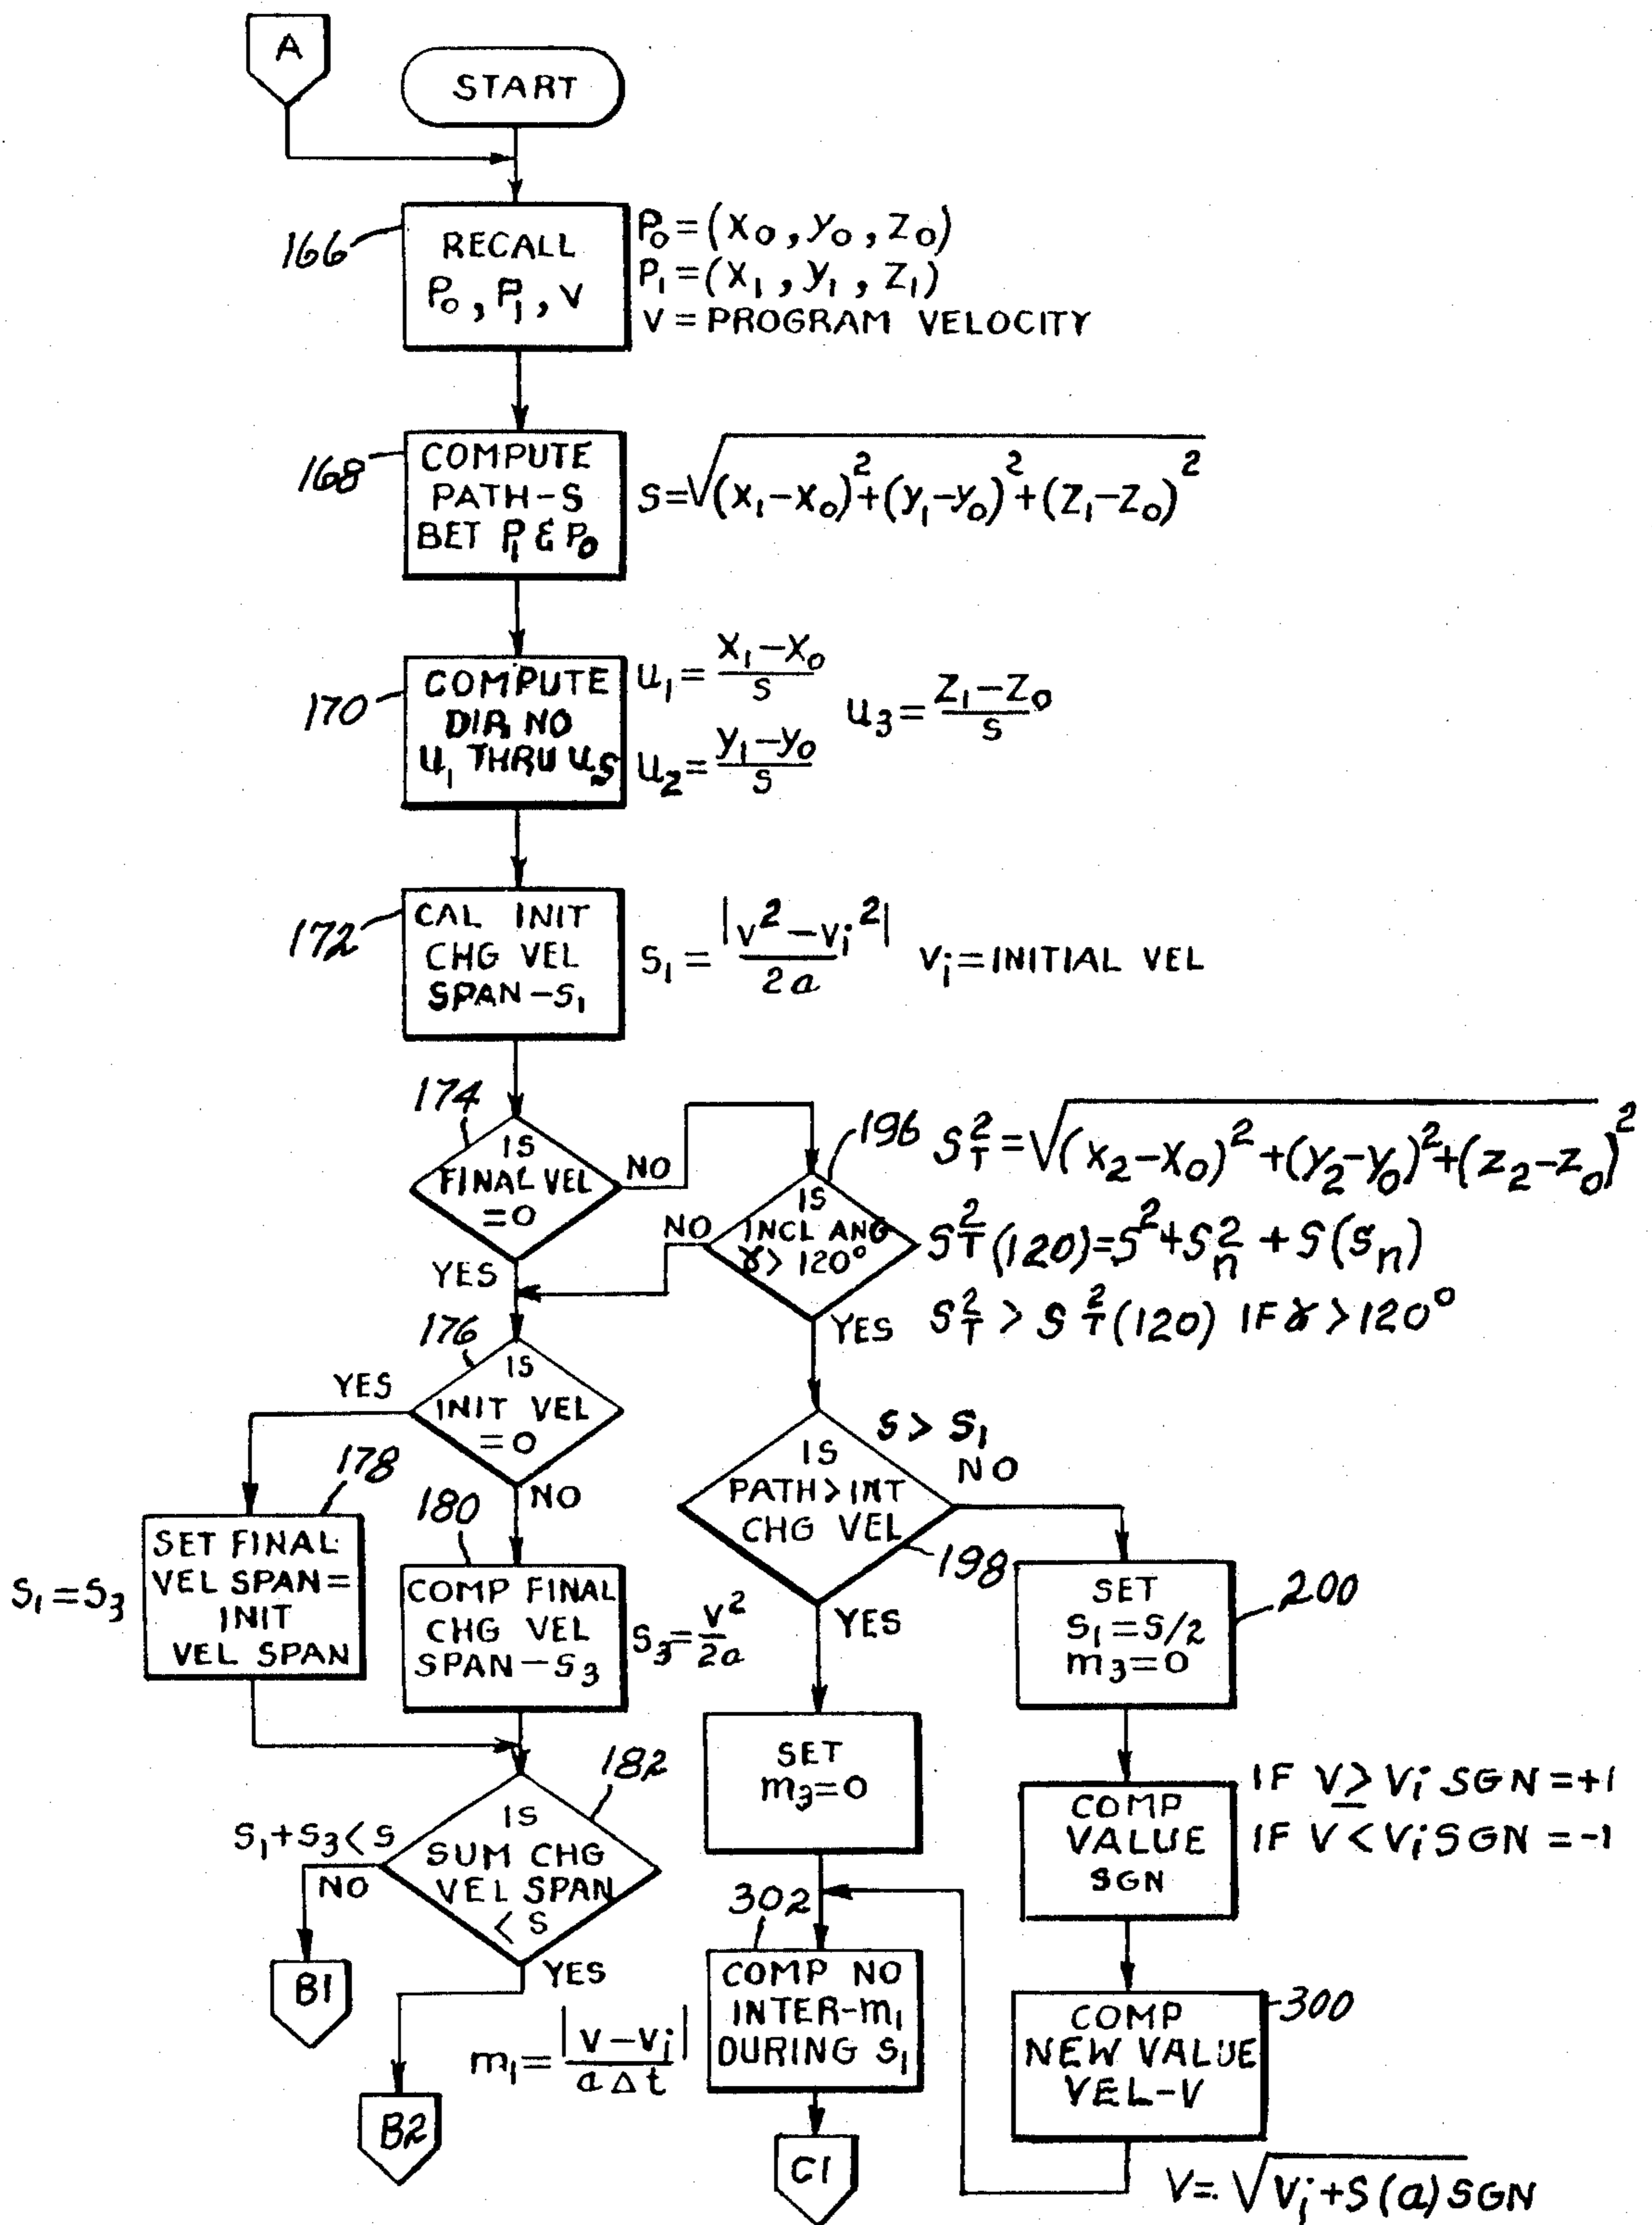 A
START
166
RECALL
P₀, P₁, V
P₀ = (X₀, Y₀, Z₀)
P₁ = (X₁, Y₁, Z₁)
V = PROGRAM VELOCITY
168
COMPUTE
PATH-S
BET P₁ & P₀
S = √(X₁-X₀)² + (Y₁-Y₀)² + (Z₁-Z₀)²
170
COMPUTE
DIR NO
U₁ THRU U₅
U₁ = X₁-X₀/S
U₂ = Y₁-Y₀/S
U₃ = Z₁-Z₀/S
172
CAL INIT
CHG VEL
SPAN-S₁
S₁ = |V²-Vᵢ²|/2a Vᵢ = INITIAL VEL
174
IS
FINAL VEL
=0
NO
YES
196
IS
INCL ANG
γ > 120°
NO
YES
S²_T = √(X₂-X₀)² + (Y₂-Y₀)² + (Z₂-Z₀)²
S²_T(120) = S² + S²ₙ + S(Sₙ)
S²_T > S²_T(120) IF γ > 120°
176
IS
INIT VEL
=0
YES
NO
178
SET FINAL
VEL SPAN =
INIT
VEL SPAN
S₁ = S₃
180
COMP FINAL
CHG VEL
SPAN-S₃
S₃ = V²/2a
S > S₁
IS
PATH > INT
CHG VEL
198
NO
YES
200
SET
S₁ = S/2
m₃ = 0
SET
m₃ = 0
182
IS
SUM CHG
VEL SPAN
< S
S₁ + S₃ < S
NO
YES
B1
B2
COMP
VALUE
SGN
IF V ≥ Vᵢ SGN = +1
IF V < Vᵢ SGN = -1
302
COMP NO
INTER-m₁
DURING S₁
m₁ = |V-Vᵢ|/aΔt
C1
300
COMP
NEW VALUE
VEL-V
V = √Vᵢ + S(a) SGN